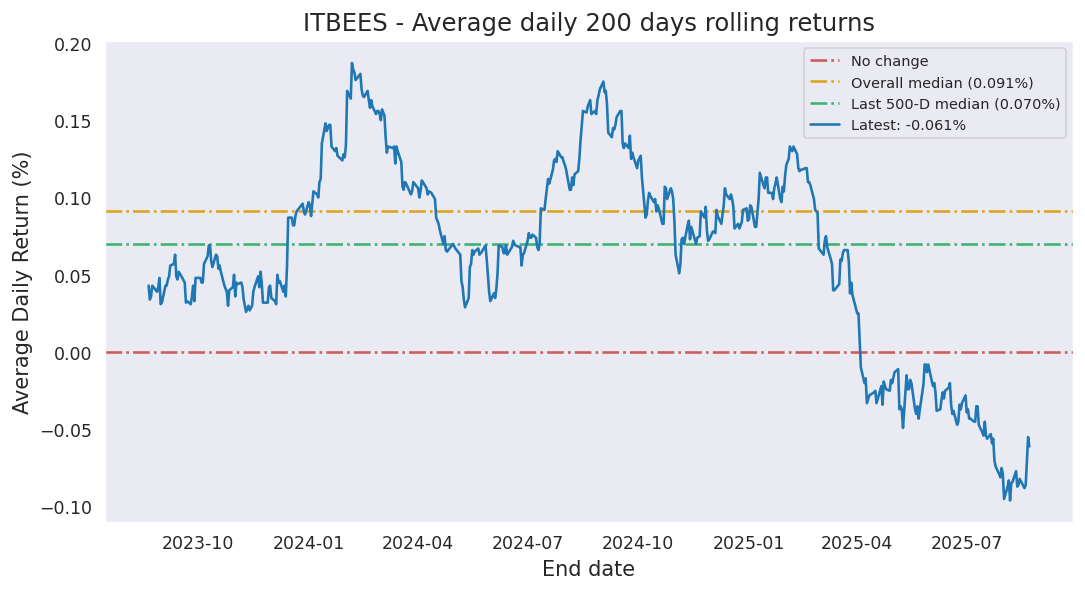 ITBEES - Average daily 200 days rolling returns
Average Daily Return (%)
0.20
0.15
0.10
0.05
0.00
−0.05
−0.10
No change
Overall median (0.091%)
Last 500-D median (0.070%)
Latest: -0.061%
2023-10
2024-01
2024-04
2024-07
2024-10
2025-01
2025-04
2025-07
End date